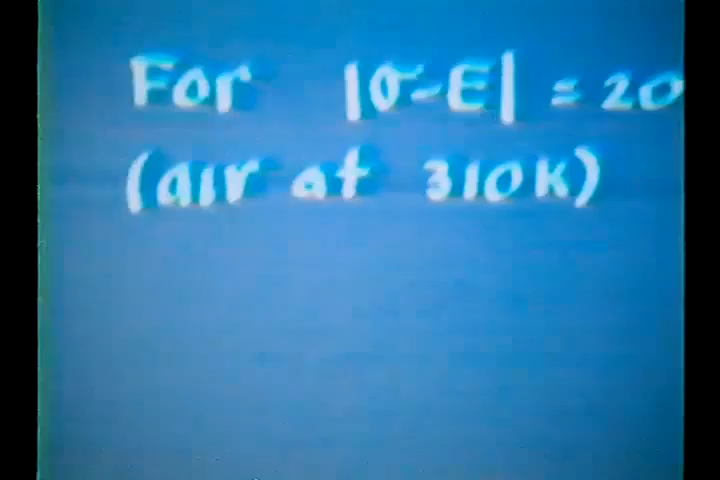 For |σ-E| = 20
(air at 310K)